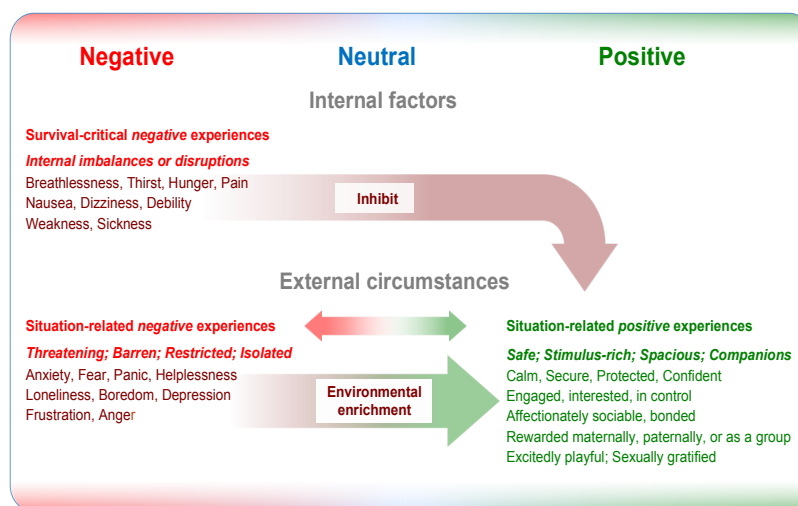 Negative
Neutral
Positive
Internal factors
Survival-critical negative experiences
Internal imbalances or disruptions
Breathlessness, Thirst, Hunger, Pain
Nausea, Dizziness, Debility
Weakness, Sickness
Inhibit
External circumstances
Situation-related negative experiences
Threatening; Barren; Restricted; Isolated
Anxiety, Fear, Panic, Helplessness
Loneliness, Boredom, Depression
Frustration, Anger
Environmental
enrichment
Situation-related positive experiences
Safe; Stimulus-rich; Spacious; Companions
Calm, Secure, Protected, Confident
Engaged, interested, in control
Affectionately sociable, bonded
Rewarded maternally, paternally, or as a group
Excitedly playful; Sexually gratified